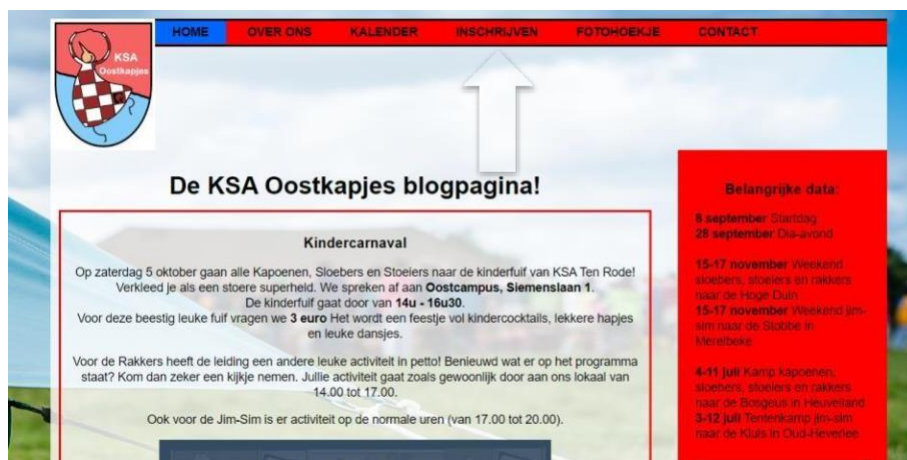 HOME OVER ONS KALENDER INSCHRIJVEN FOTOHOEKJE CONTACT
KSA
Oostkapjes
De KSA Oostkapjes blogpagina!
Kindercarnaval
Op zaterdag 5 oktober gaan alle Kapoenen, Sloebers en Stoeiers naar de kinderfuif van KSA Ten Rode!
Verkleed je als een stoere superheld. We spreken af aan Oostcampus, Siemenslaan 1.
De kinderfuif gaat door van 14u - 16u30.
Voor deze beestig leuke fuif vragen we 3 euro Het wordt een feestje vol kindercocktails, lekkere hapjes
en leuke dansjes.
Voor de Rakkers heeft de leiding een andere leuke activiteit in petto! Benieuwd wat er op het programma
staat? Kom dan zeker een kijkje nemen. Jullie activiteit gaat zoals gewoonlijk door aan ons lokaal van
14.00 tot 17.00.
Ook voor de Jim-Sim is er activiteit op de normale uren (van 17.00 tot 20.00).
Belangrijke data:
8 september Startdag
28 september Dia-avond
15-17 november Weekend
sloebers, stoeiers en rakkers
naar de Hoge Duin
15-17 november Weekend jim-
sim naar de Stobbe in
Merelbeke
4-11 juli Kamp kapoenen,
sloebers, stoeiers en rakkers
naar de Bosgeus in Heuvelland
3-12 juli Tentenkamp jim-sim
naar de Kluis in Oud-Heverlee